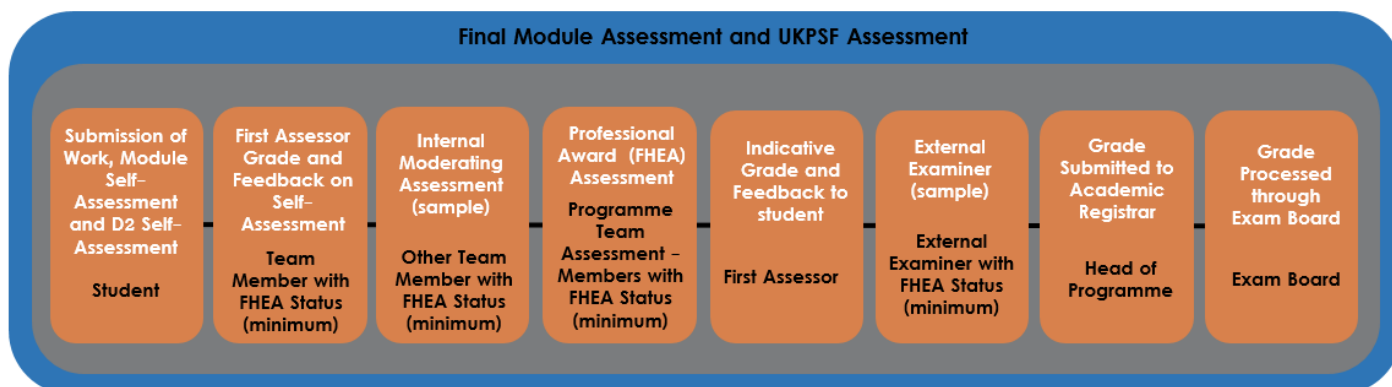 Final Module Assessment and UKPSF Assessment
Submission of
Work, Module
Self-
Assessment
and D2 Self-
Assessment
Student
First Assessor
Grade and
Feedback on
Self-
Assessment
Team
Member with
FHEA Status
(minimum)
Internal
Moderating
Assessment
(sample)
Other Team
Member with
FHEA Status
(minimum)
Professional
Award (FHEA)
Assessment
Programme
Team
Assessment –
Members with
FHEA Status
(minimum)
Indicative
Grade and
Feedback to
student
First Assessor
External
Examiner
(sample)
External
Examiner with
FHEA Status
(minimum)
Grade
Submitted to
Academic
Registrar
Head of
Programme
Grade
Processed
through
Exam Board
Exam Board